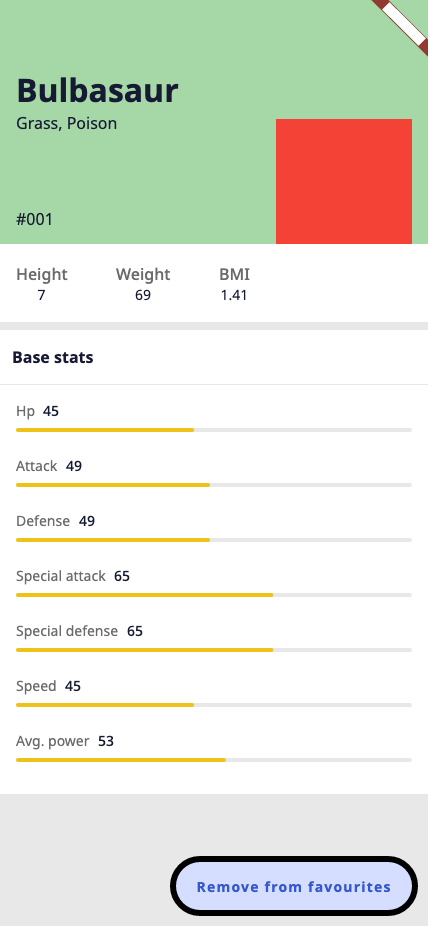 Bulbasaur
Grass, Poison
#001
Height Weight BMI
7 69 1.41
Base stats
Hp 45
Attack 49
Defense 49
Special attack 65
Special defense 65
Speed 45
Avg. power 53
Remove from favourites